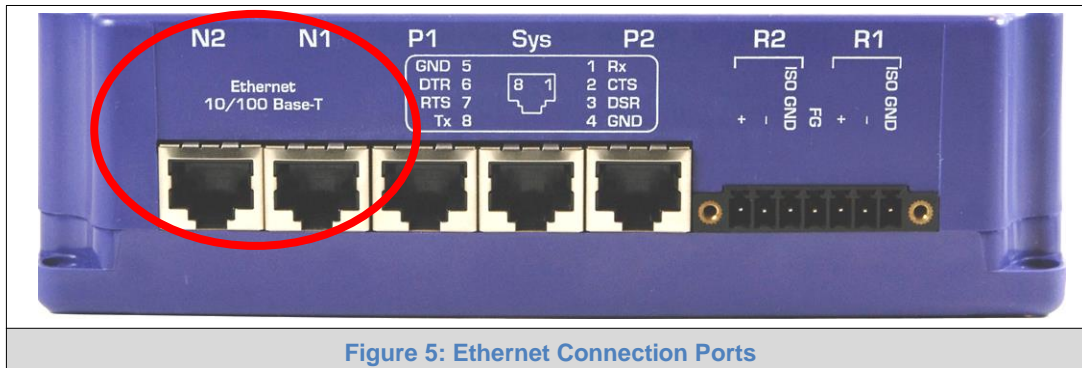 N2 N1 P1 Sys P2 R2 R1
Ethernet
10/100 Base-T
GND 5 8 1 1 Rx
DTR 6 2 CTS
RTS 7 3 DSR
Tx 8 4 GND
+ - ISO GND FG + - ISO GND
Figure 5: Ethernet Connection Ports